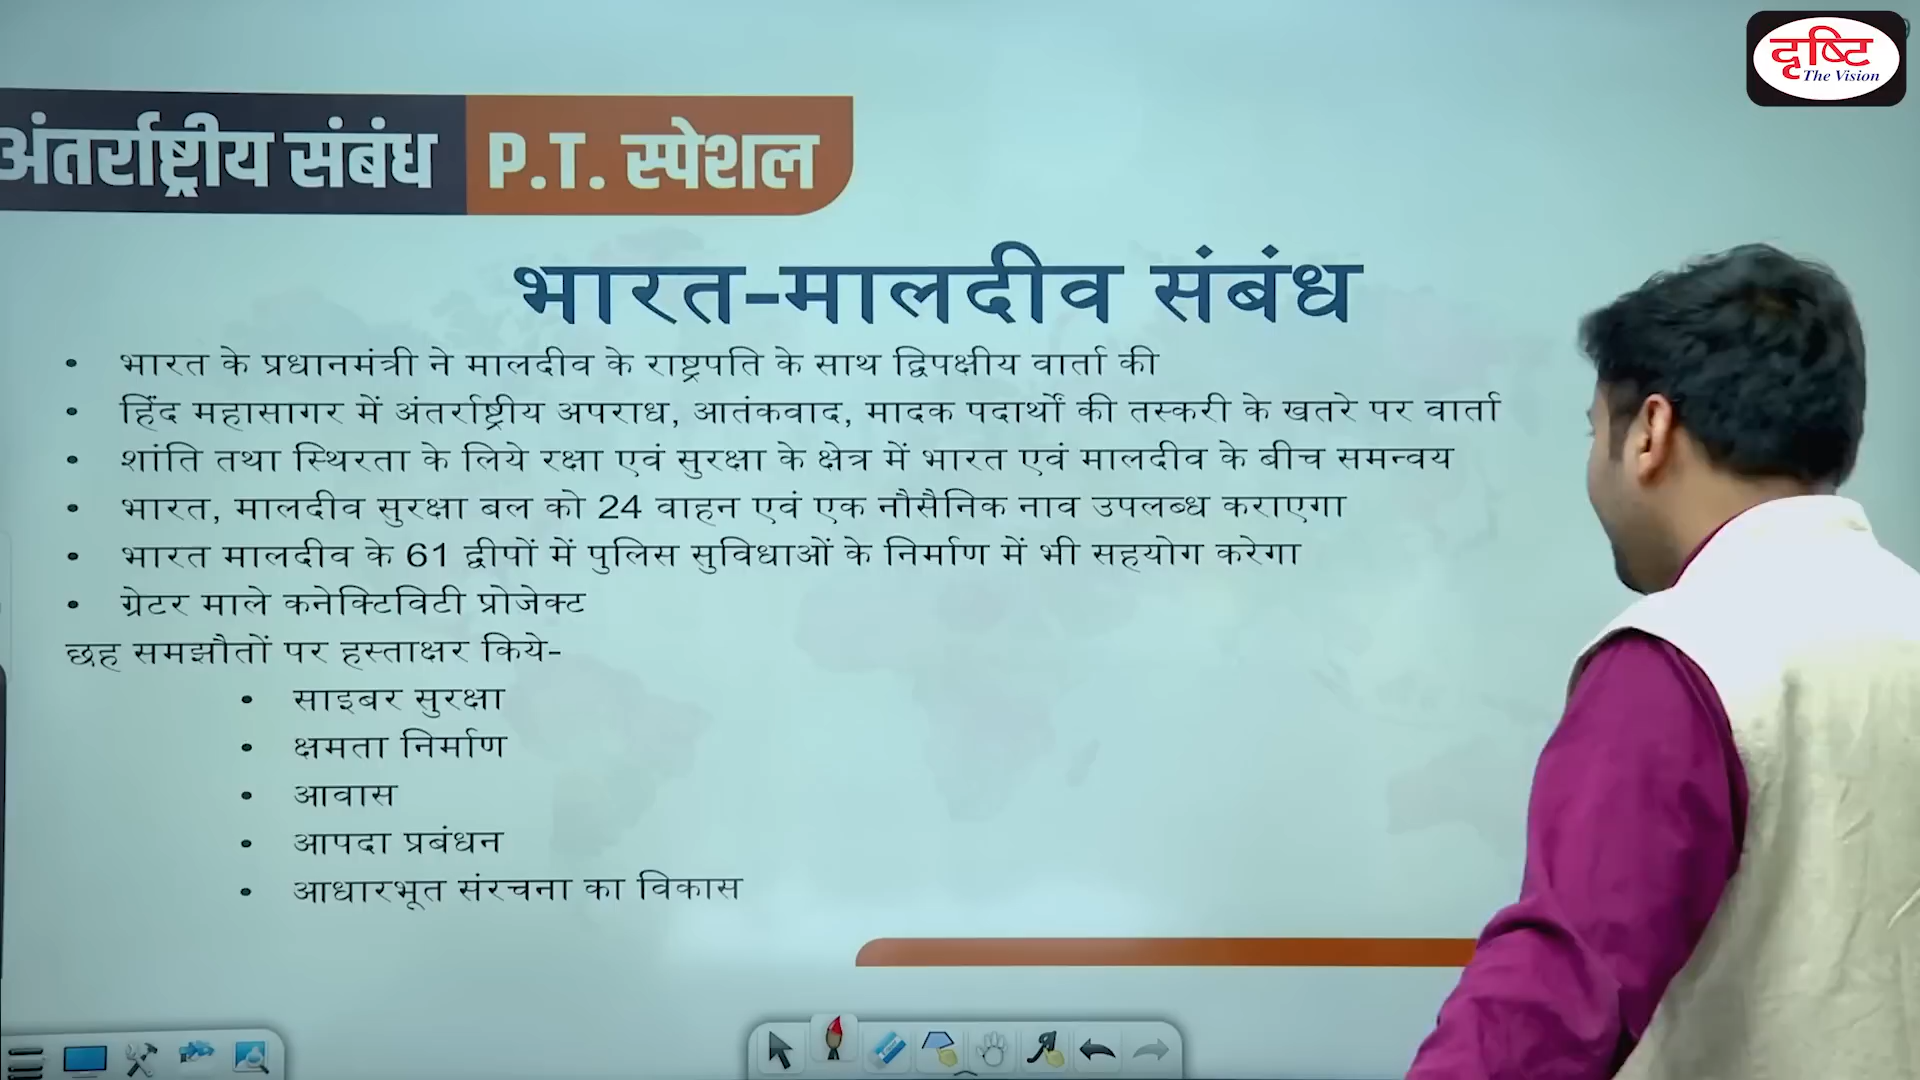 दृष्टि
The Vision
अंतर्राष्ट्रीय संबंध P.T. स्पेशल
भारत-मालदीव संबंध
• भारत के प्रधानमंत्री ने मालदीव के राष्ट्रपति के साथ द्विपक्षीय वार्ता की
• हिंद महासागर में अंतर्राष्ट्रीय अपराध, आतंकवाद, मादक पदार्थों की तस्करी के खतरे पर वार्ता
• शांति तथा स्थिरता के लिये रक्षा एवं सुरक्षा के क्षेत्र में भारत एवं मालदीव के बीच समन्वय
• भारत, मालदीव सुरक्षा बल को 24 वाहन एवं एक नौसैनिक नाव उपलब्ध कराएगा
• भारत मालदीव के 61 द्वीपों में पुलिस सुविधाओं के निर्माण में भी सहयोग करेगा
• ग्रेटर माले कनेक्टिविटी प्रोजेक्ट
छह समझौतों पर हस्ताक्षर किये-
• साइबर सुरक्षा
• क्षमता निर्माण
• आवास
• आपदा प्रबंधन
• आधारभूत संरचना का विकास